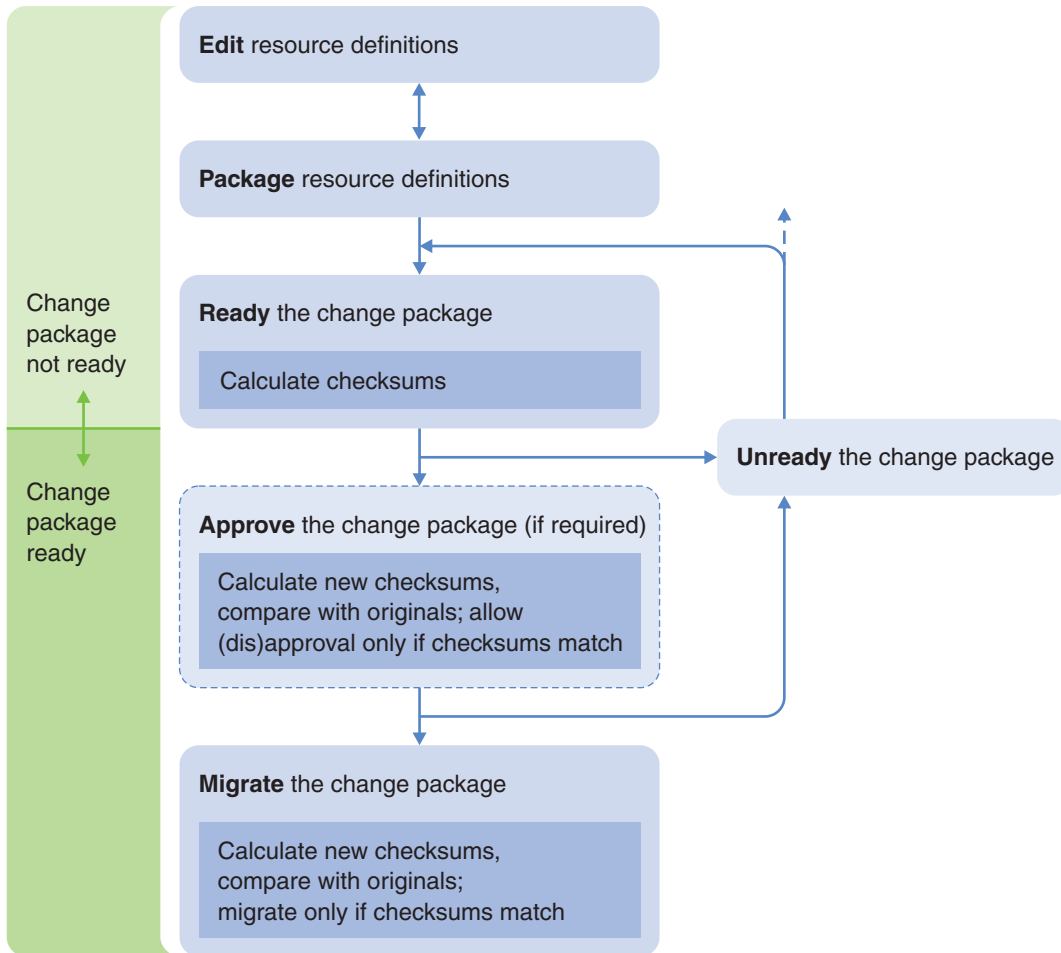 Edit resource definitions
Package resource definitions
Change
package
not ready
Ready the change package
Calculate checksums
Change
package
ready
Unready the change package
Approve the change package (if required)
Calculate new checksums,
compare with originals; allow
(dis)approval only if checksums match
Migrate the change package
Calculate new checksums,
compare with originals;
migrate only if checksums match